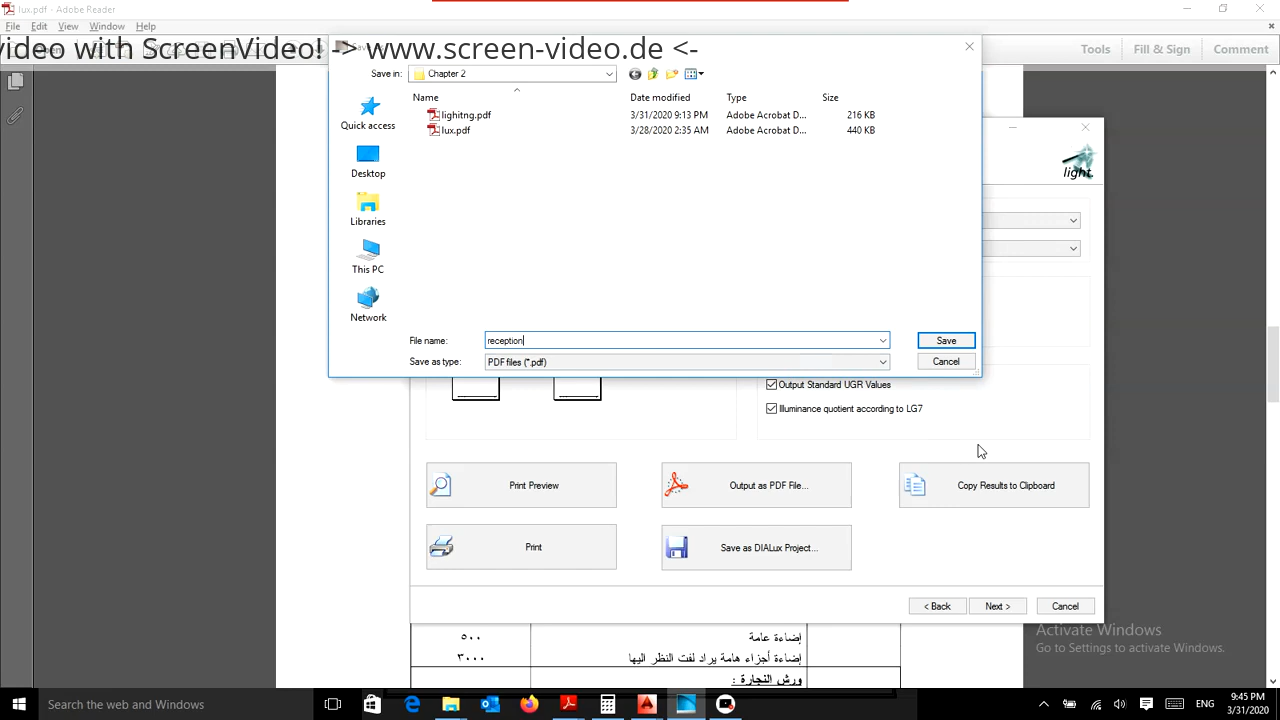 lux.pdf - Adobe Reader
File Edit View Window Help
video with ScreenVideo! -> www.screen-video.de <-
Tools Fill & Sign Comment
Save in: Chapter 2
Name Date modified Type Size
lighitng.pdf 3/31/2020 9:13 PM Adobe Acrobat D... 216 KB
lux.pdf 3/28/2020 2:35 AM Adobe Acrobat D... 440 KB
Quick access
Desktop
Libraries
This PC
Network
light.
File name: reception Save
Save as type: PDF files (*.pdf) Cancel
Output Standard UGR Values
Illuminance quotient according to LG7
Print Preview Output as PDF File... Copy Results to Clipboard
Print Save as DIALux Project...
< Back Next > Cancel
إضاءة عامة ٥٠٠
إضاءة أجزاء هامة يراد لفت النظر اليها ٣٠٠٠
ورش النجارة :
Activate Windows
Go to Settings to activate Windows.
Search the web and Windows
ENG
9:45 PM
3/31/2020